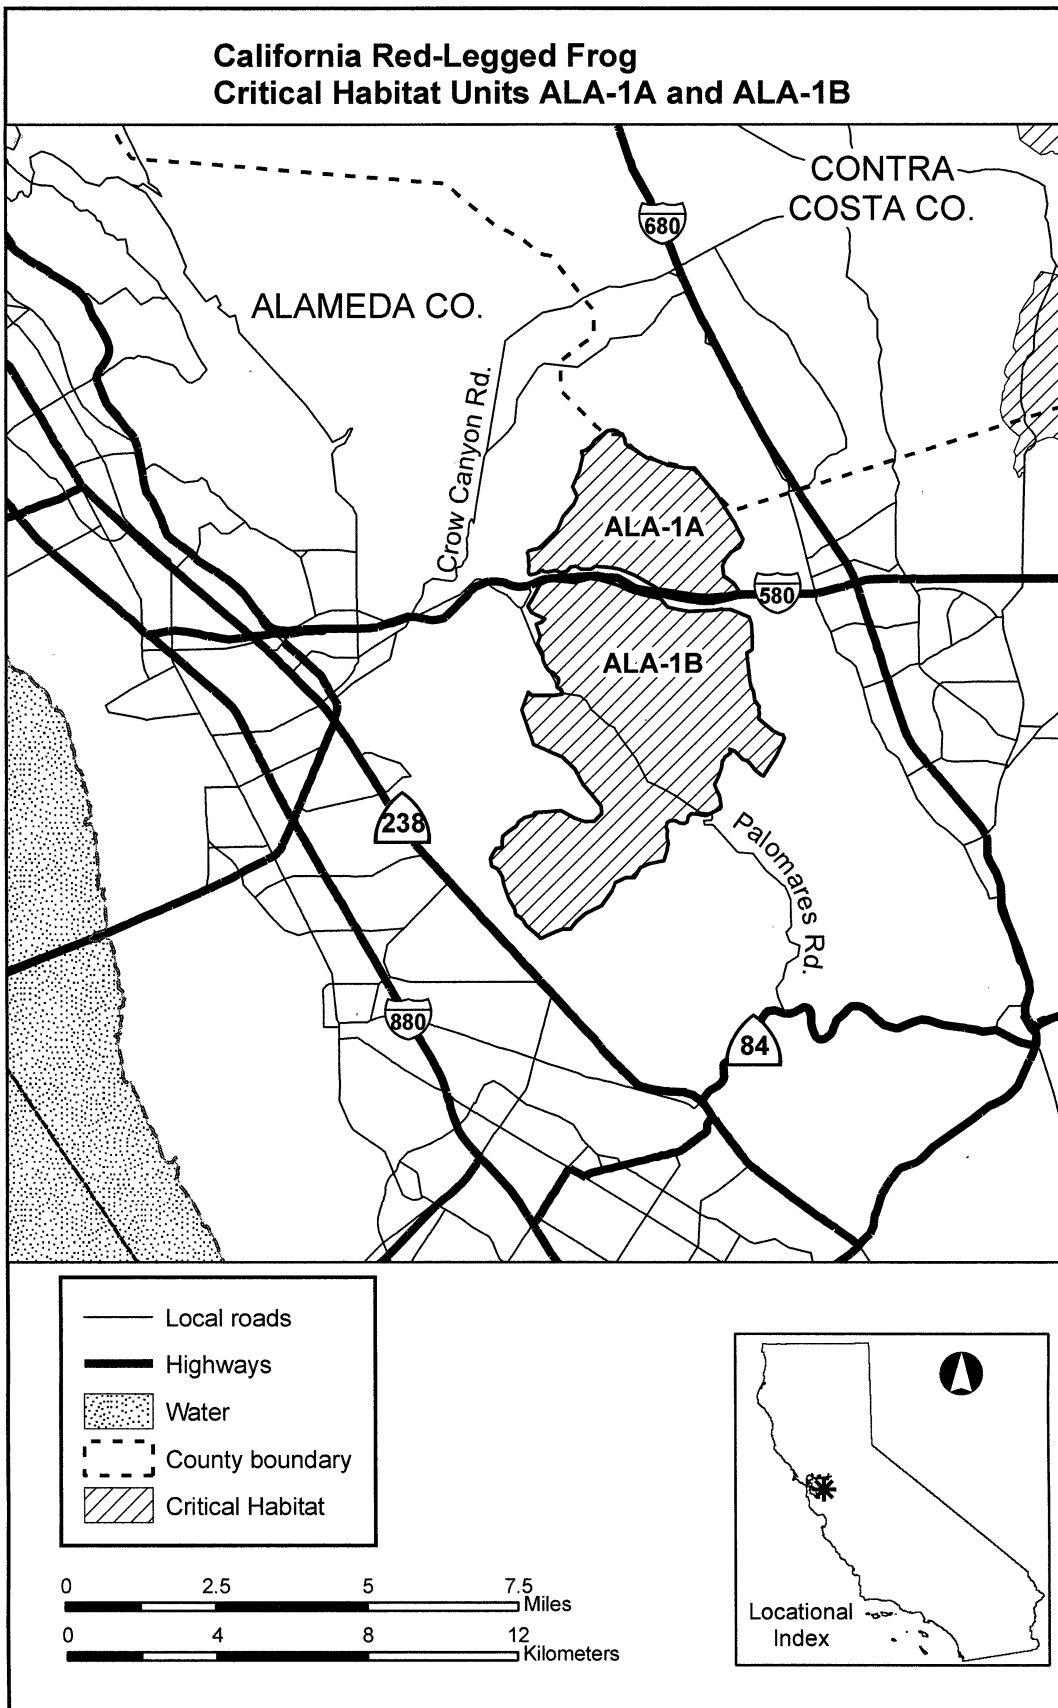 California Red-Legged Frog
Critical Habitat Units ALA-1A and ALA-1B
CONTRA
COSTA CO.
680
ALAMEDA CO.
Crow Canyon Rd.
ALA-1A
580
ALA-1B
238
Palomares Rd.
880
84
Local roads
Highways
Water
County boundary
Critical Habitat
0 2.5 5 7.5
Miles
0 4 8 12
Kilometers
Locational
Index